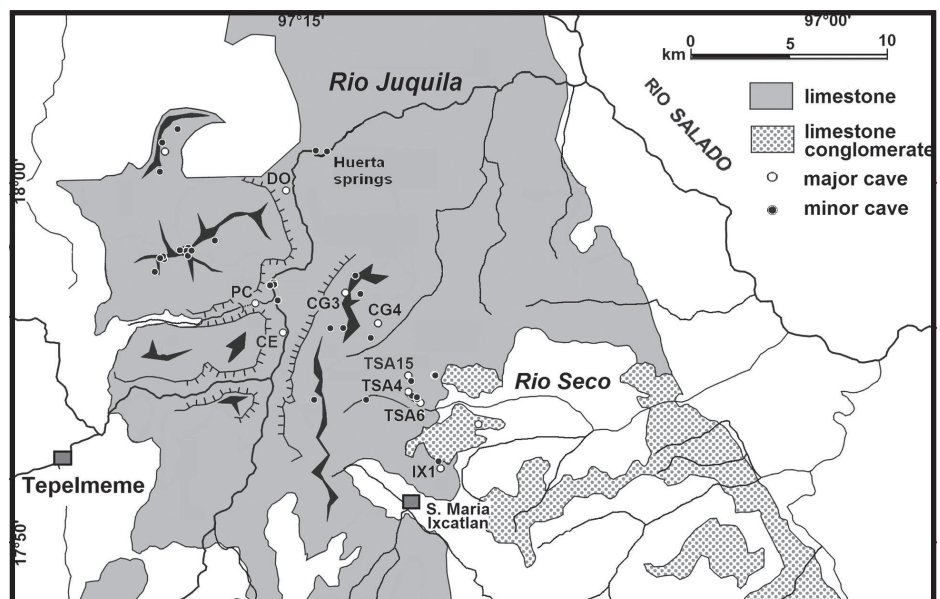 97°15'
97°00'
0
5
10
km
Rio Juquila
RIO SALADO
limestone
limestone
conglomerate
major cave
minor cave
18°00'
Huerta
springs
DO
PC
CG3
CG4
CE
TSA15
TSA4
TSA6
Rio Seco
IX1
Tepelmeme
S. Maria
Ixcatlan
17°50'